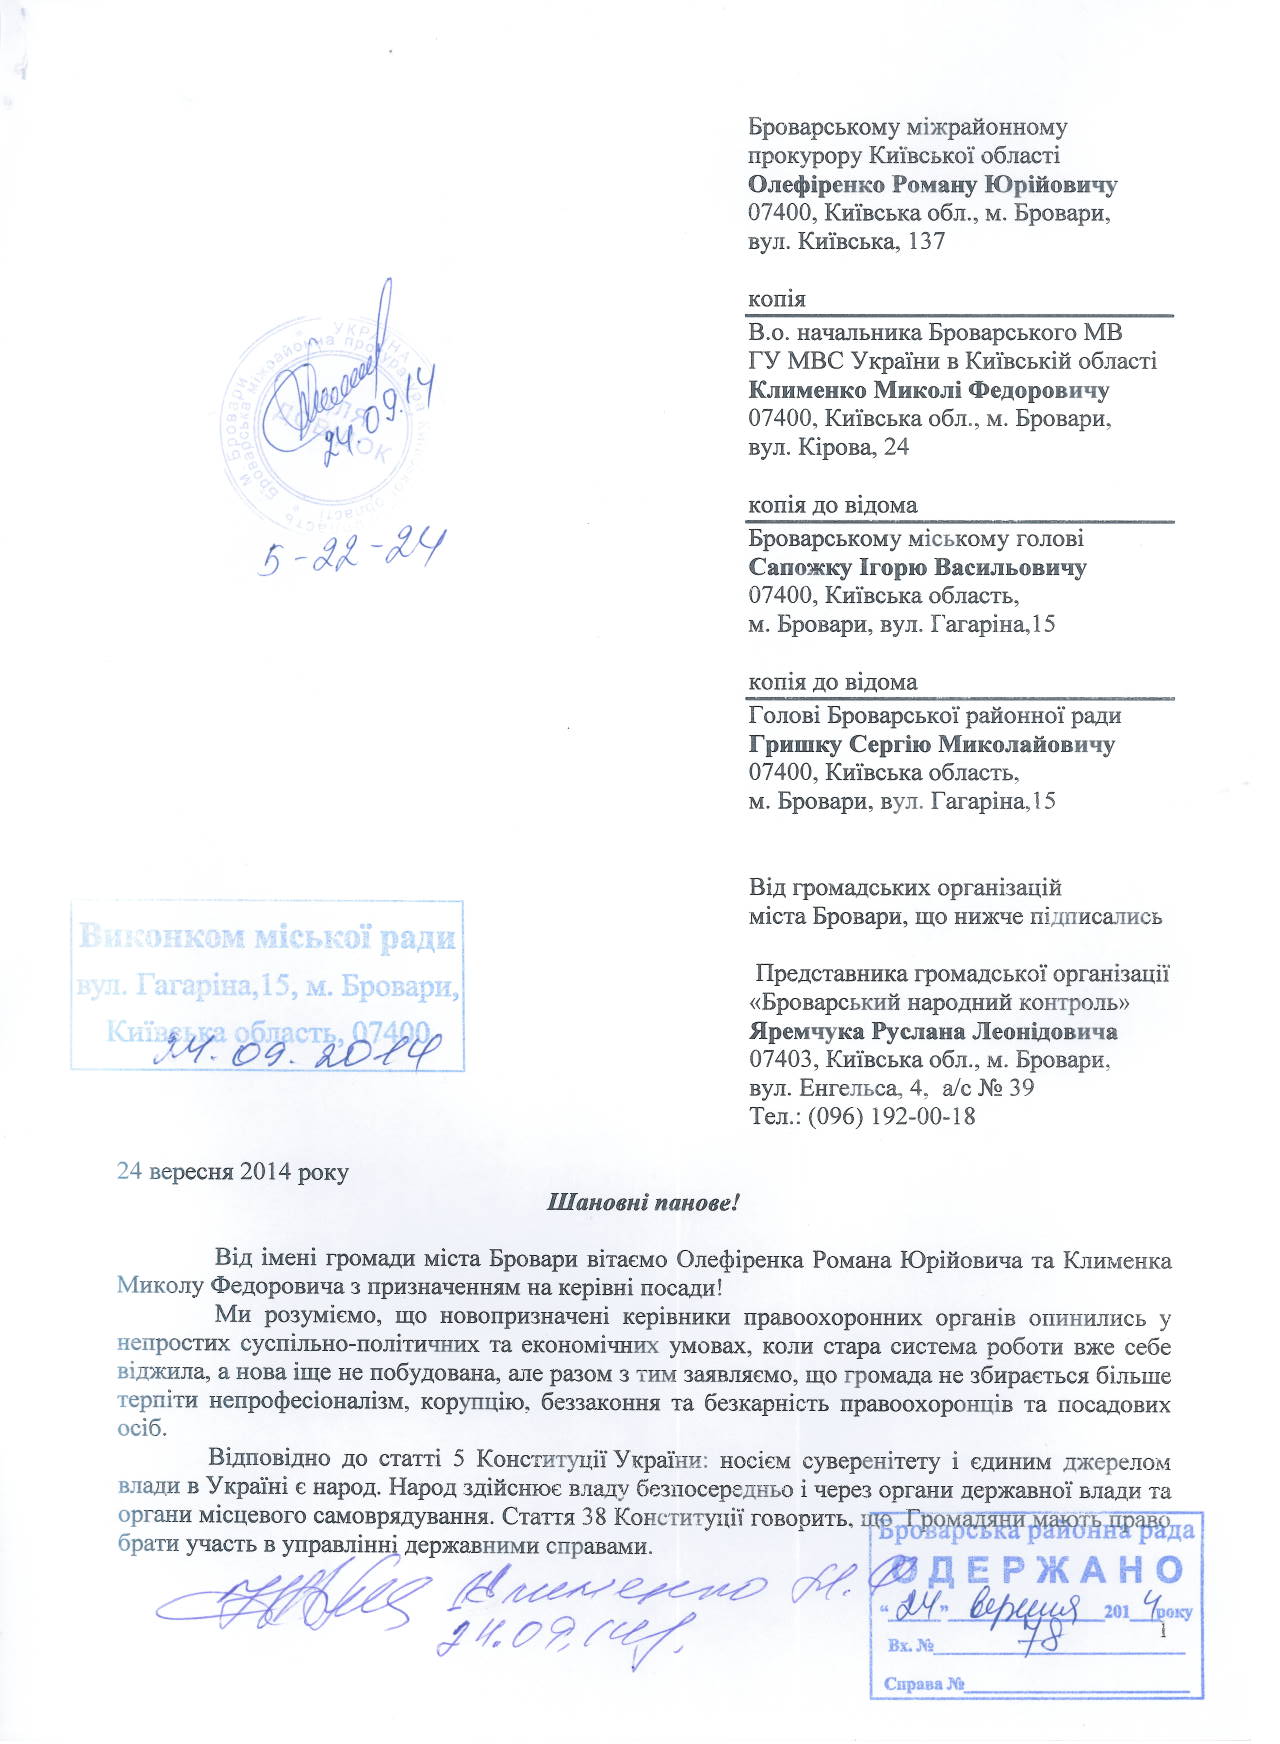 Броварському міжрайонному
прокурору Київської області
Олефіренко Роману Юрійовичу
07400, Київська обл., м. Бровари,
вул. Київська, 137
копія
В.о. начальника Броварського МВ
ГУ МВС України в Київській області
Клименко Миколі Федоровичу
07400, Київська обл., м. Бровари,
вул. Кірова, 24
копія до відома
Броварському міському голові
Сапожку Ігорю Васильовичу
07400, Київська область,
м. Бровари, вул. Гагаріна,15
копія до відома
Голові Броварської районної ради
Гришку Сергію Миколайовичу
07400, Київська область,
м. Бровари, вул. Гагаріна,15
УКРАЇНА
м Бровари
Броварська міжрайонна прокуратура
ДЛЯ
ДОВІДОК
24.09.14
5-22-24
Від громадських організацій
міста Бровари, що нижче підписались
Представника громадської організації
«Броварський народний контроль»
Яремчука Руслана Леонідовича
07403, Київська обл., м. Бровари,
вул. Енгельса, 4, а/с № 39
Тел.: (096) 192-00-18
Виконком міської ради
вул. Гагаріна,15, м. Бровари,
Київська область, 07400
24.09.2014
24 вересня 2014 року
Шановні панове!
Від імені громади міста Бровари вітаємо Олефіренка Романа Юрійовича та Клименка
Миколу Федоровича з призначенням на керівні посади!
Ми розуміємо, що новопризначені керівники правоохоронних органів опинились у
непростих суспільно-політичних та економічних умовах, коли стара система роботи вже себе
віджила, а нова іще не побудована, але разом з тим заявляємо, що громада не збирається більше
терпіти непрофесіоналізм, корупцію, беззаконня та безкарність правоохоронців та посадових
осіб.
Відповідно до статті 5 Конституції України: носієм суверенітету і єдиним джерелом
влади в Україні є народ. Народ здійснює владу безпосередньо і через органи державної влади та
органи місцевого самоврядування. Стаття 38 Конституції говорить, що Громадяни мають право
брати участь в управлінні державними справами.
Клименко М.Ф
24.09.14р.
Броварська районна рада
ОДЕРЖАНО
“ 24 ” вересня 2014 року
Вх. № 78
Справа №